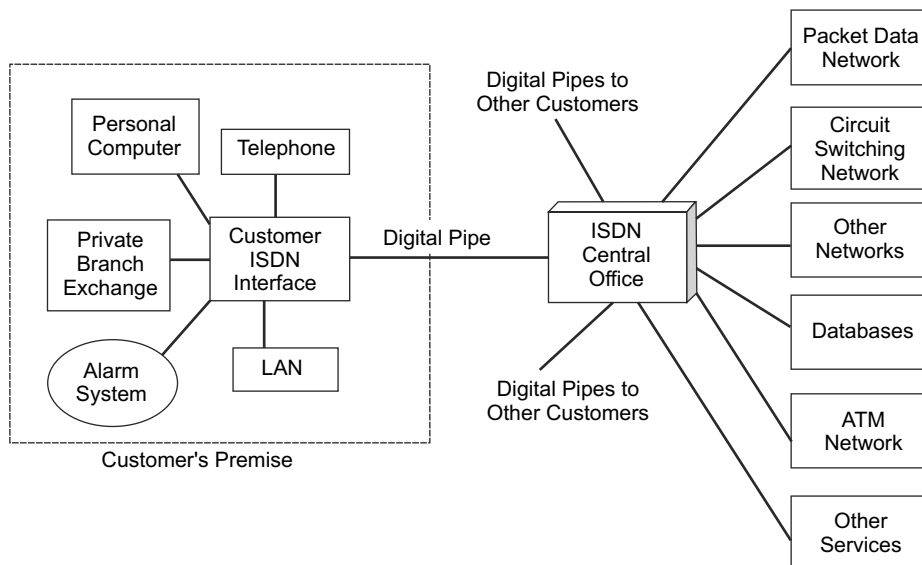 Personal
Computer
Telephone
Private
Branch
Exchange
Customer
ISDN
Interface
Alarm
System
LAN
Customer's Premise
Digital Pipe
Digital Pipes to
Other Customers
ISDN
Central
Office
Digital Pipes to
Other Customers
Packet Data
Network
Circuit
Switching
Network
Other
Networks
Databases
ATM
Network
Other
Services